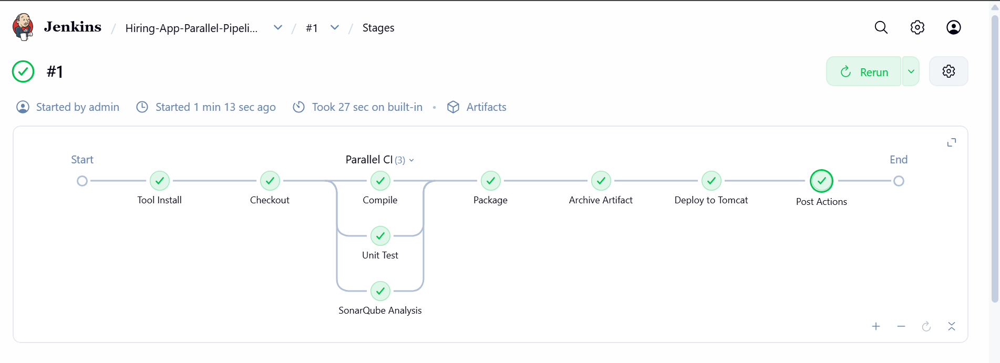 Jenkins / Hiring-App-Parallel-Pipeli... / #1 / Stages
#1
Rerun
Started by admin Started 1 min 13 sec ago Took 27 sec on built-in • Artifacts
Start Parallel CI (3) End
Tool Install Checkout Compile Package Archive Artifact Deploy to Tomcat Post Actions
Unit Test
SonarQube Analysis